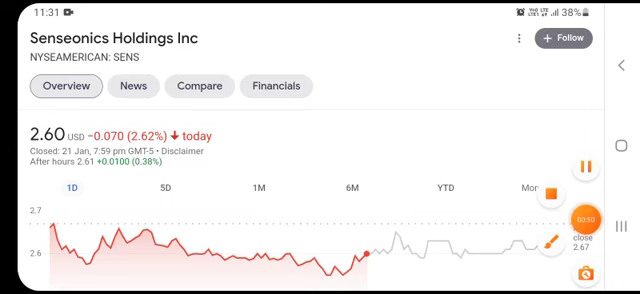 11:31 38%
Senseonics Holdings Inc
+ Follow
NYSEAMERICAN: SENS
Overview News Compare Financials
2.60 USD −0.070 (2.62%) today
Closed: 21 Jan, 7:59 pm GMT-5 • Disclaimer
After hours 2.61 +0.0100 (0.38%)
1D 5D 1M 6M YTD
2.7
2.6
close
2.67